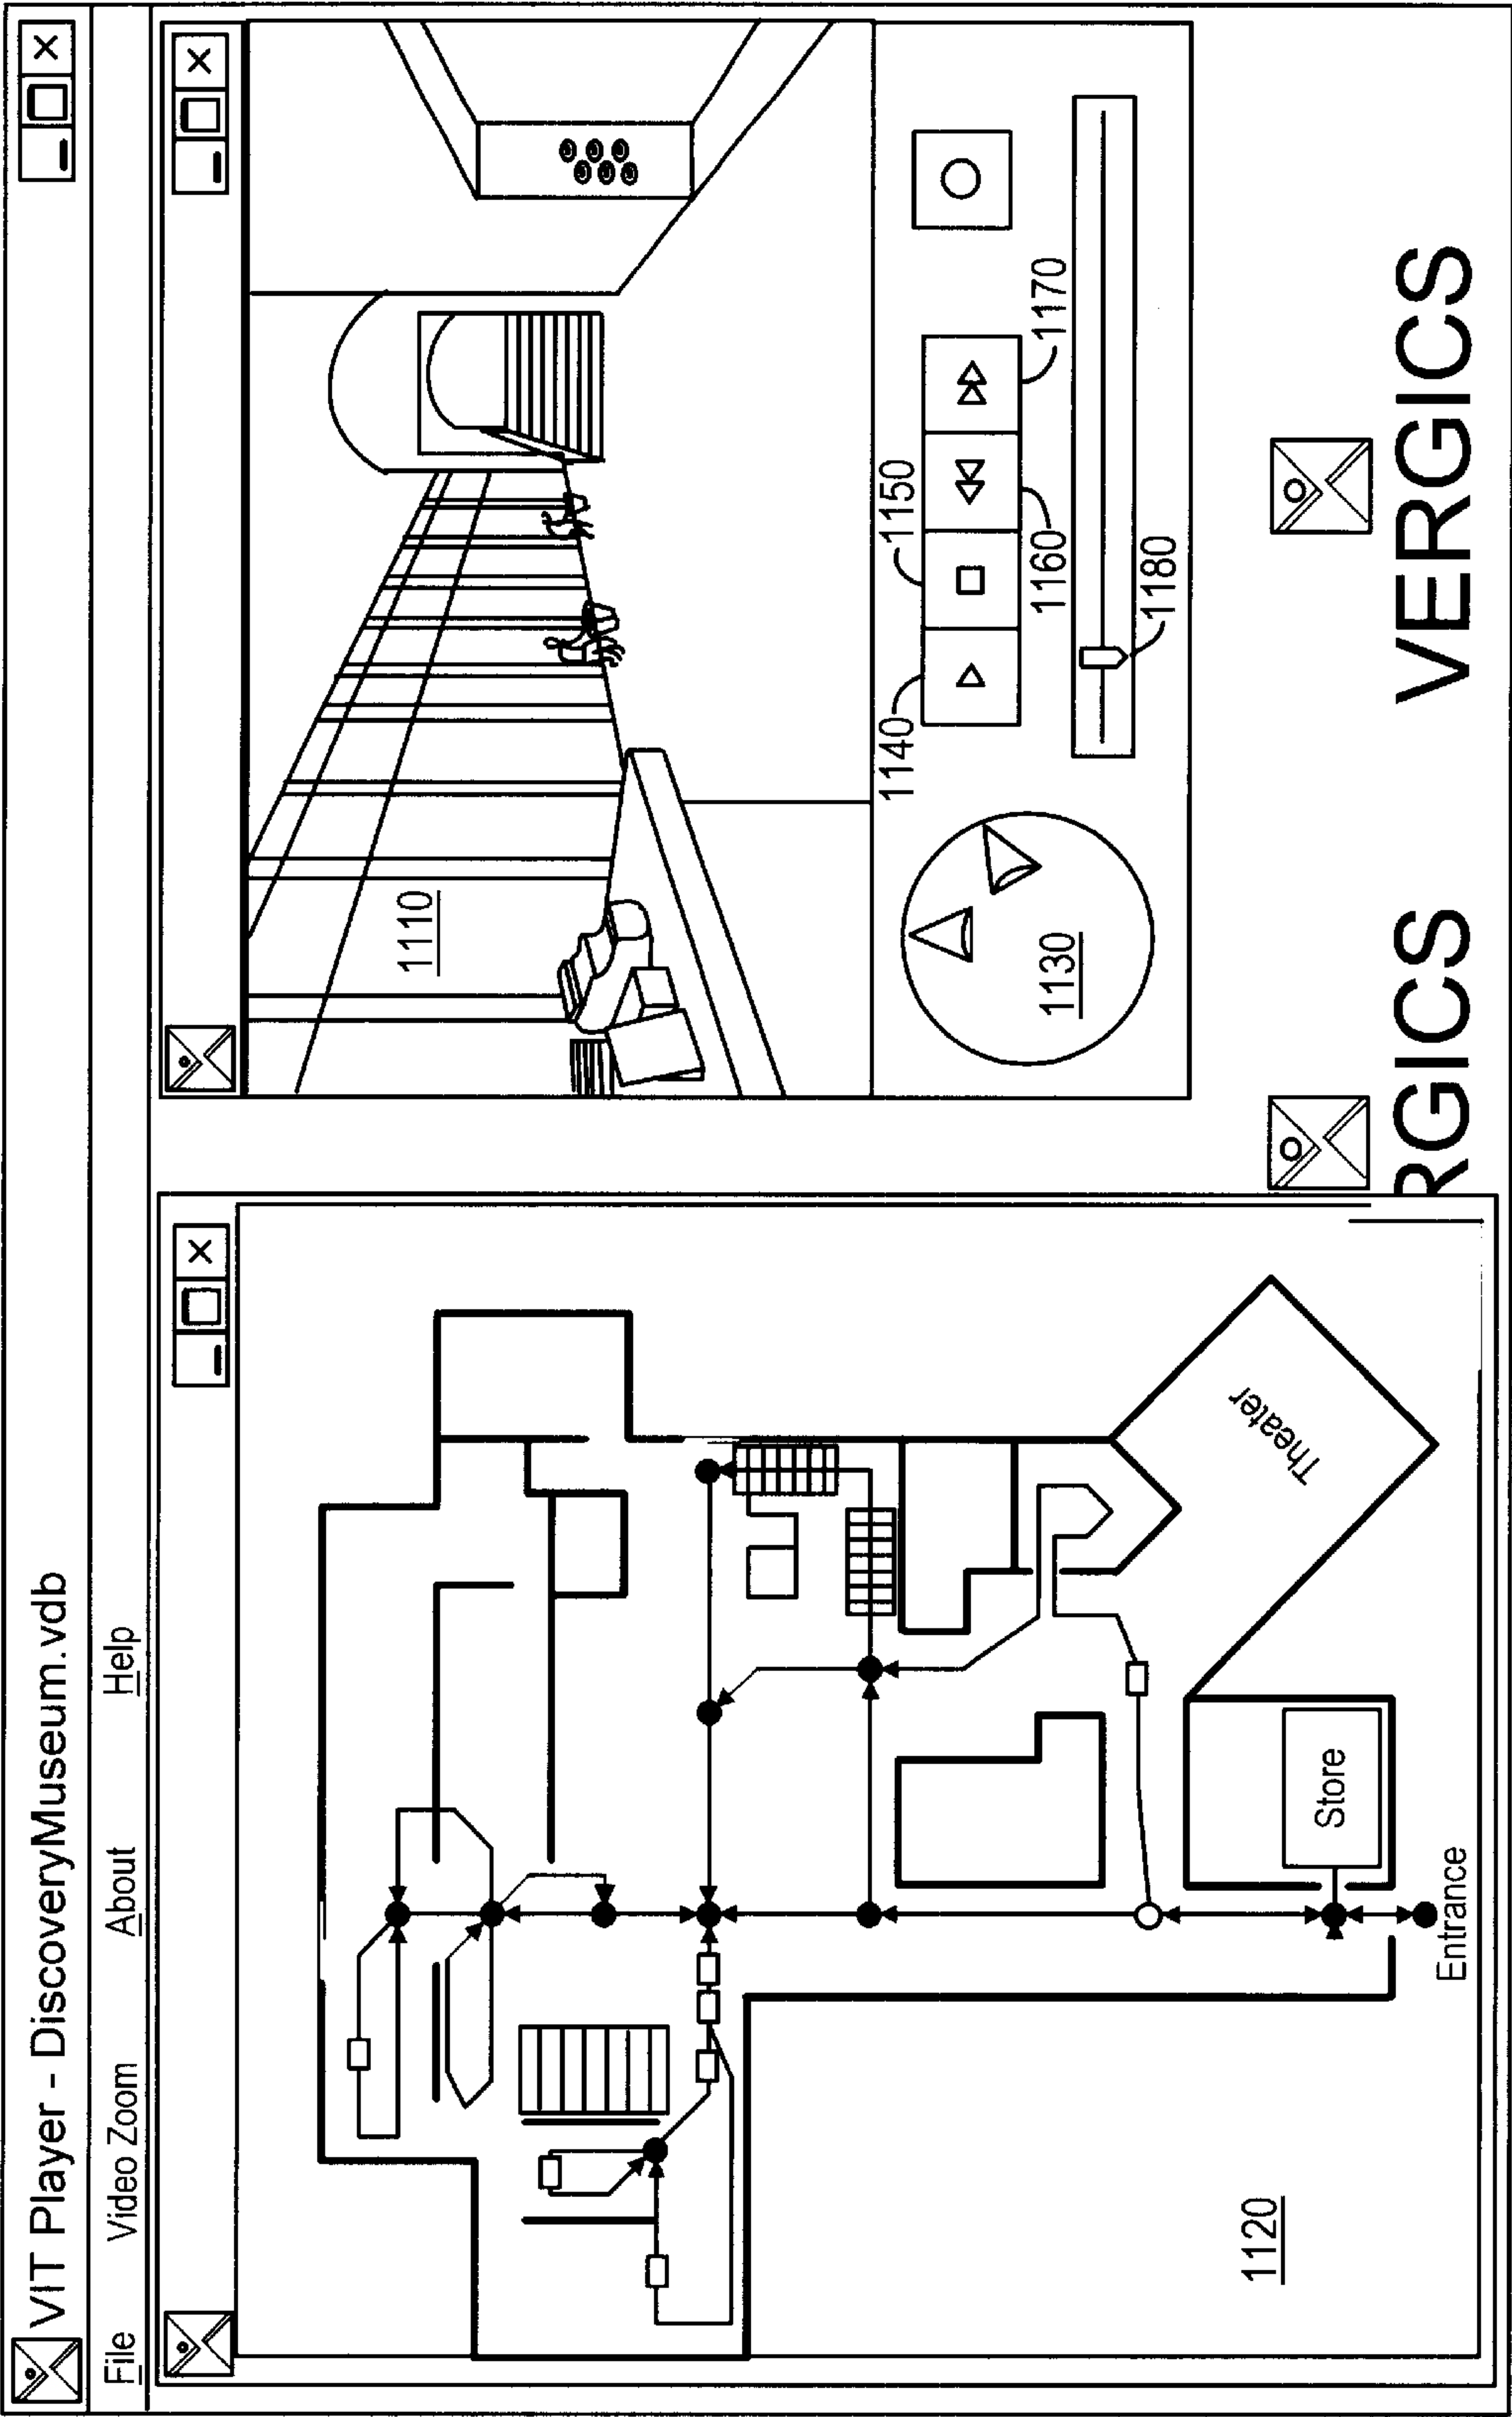 VIT Player - DiscoveryMuseum.vdb
File Video Zoom About Help
1110
1140
1150
1160
1170
1180
1130
Theater
Store
Entrance
1120
RGICS VERGICS